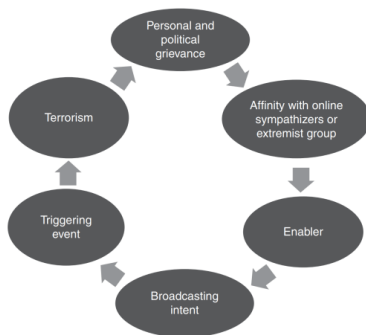 Personal and
political
grievance
Affinity with online
sympathizers or
extremist group
Enabler
Broadcasting
intent
Triggering
event
Terrorism